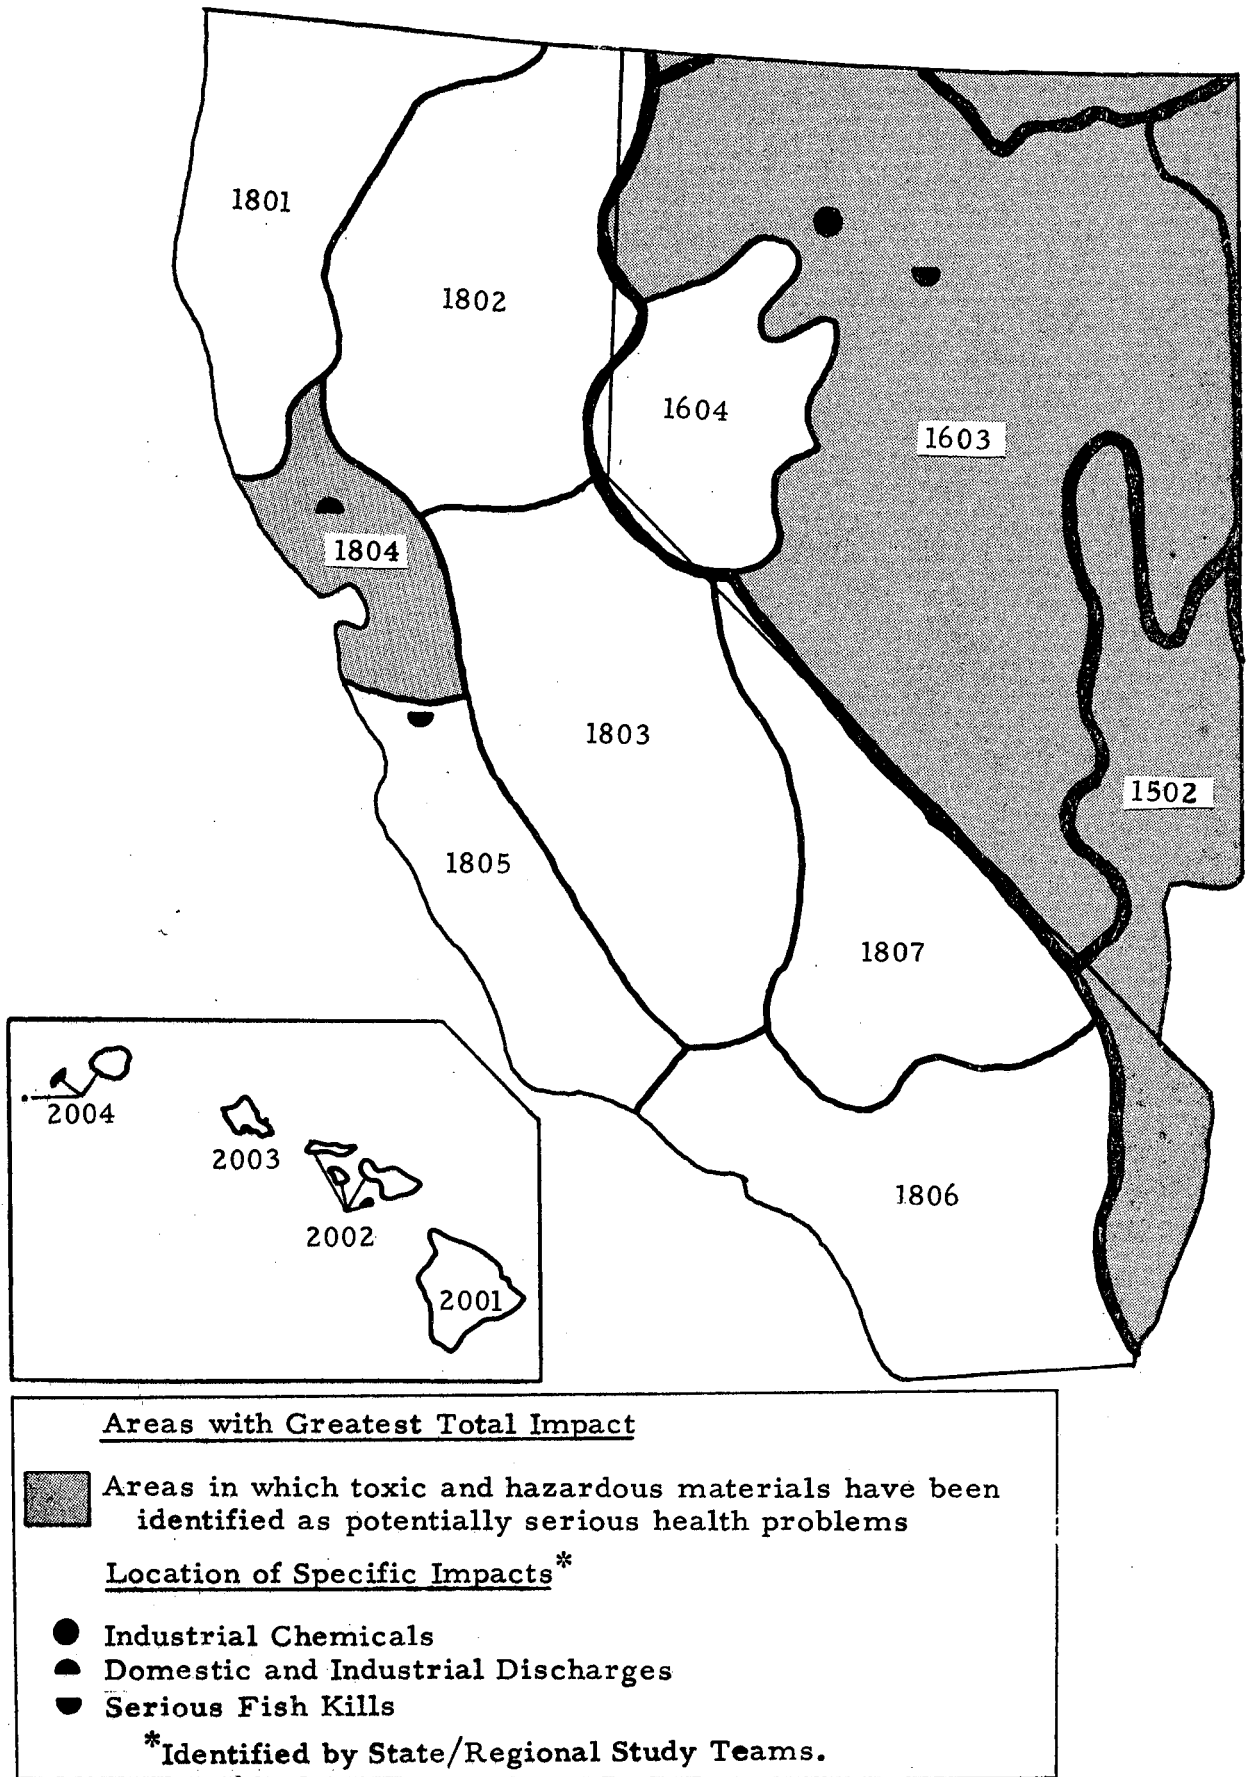 1801
1802
1604
1603
1804
1803
1502
1805
1807
2004
2003
2002
1806
2001
Areas with Greatest Total Impact
Areas in which toxic and hazardous materials have been
identified as potentially serious health problems
Location of Specific Impacts*
Industrial Chemicals
Domestic and Industrial Discharges
Serious Fish Kills
*Identified by State/Regional Study Teams.